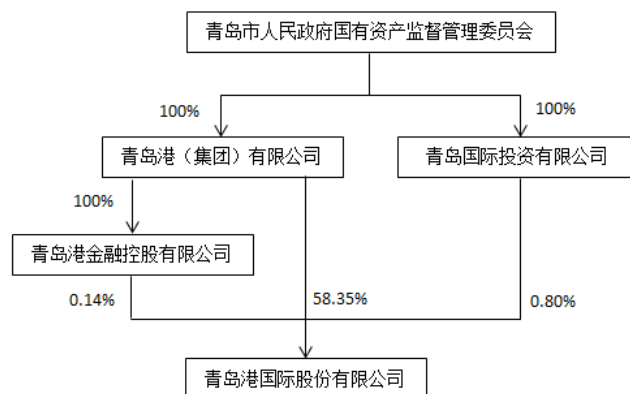 青岛市人民政府国有资产监督管理委员会
100%
100%
青岛港（集团）有限公司
青岛国际投资有限公司
100%
青岛港金融控股有限公司
0.14%
58.35%
0.80%
青岛港国际股份有限公司